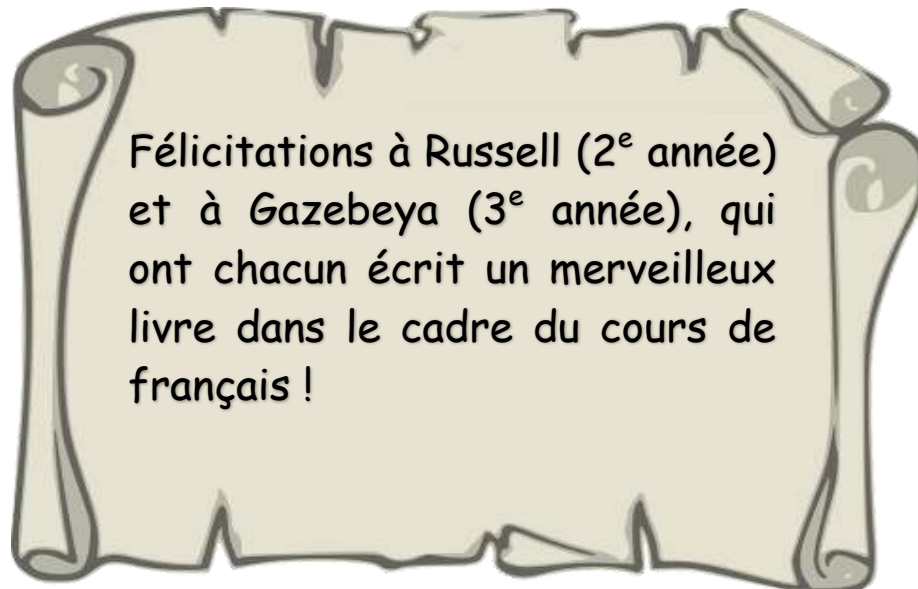 Félicitations à Russell (2e année)
et à Gazebeya (3e année), qui
ont chacun écrit un merveilleux
livre dans le cadre du cours de
français !